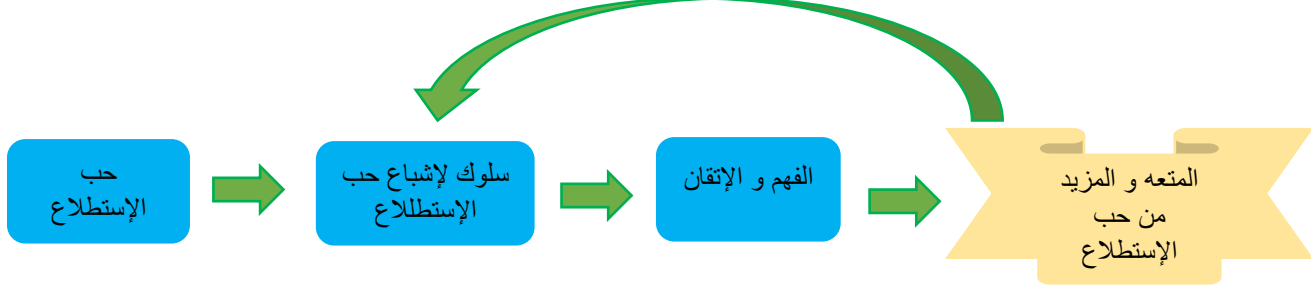 حب
الإستطلاع
سلوك لإشباع حب
الإستطللاع
الفهم و الإتقان
المتعه و المزيد
من حب
الإستطلاع